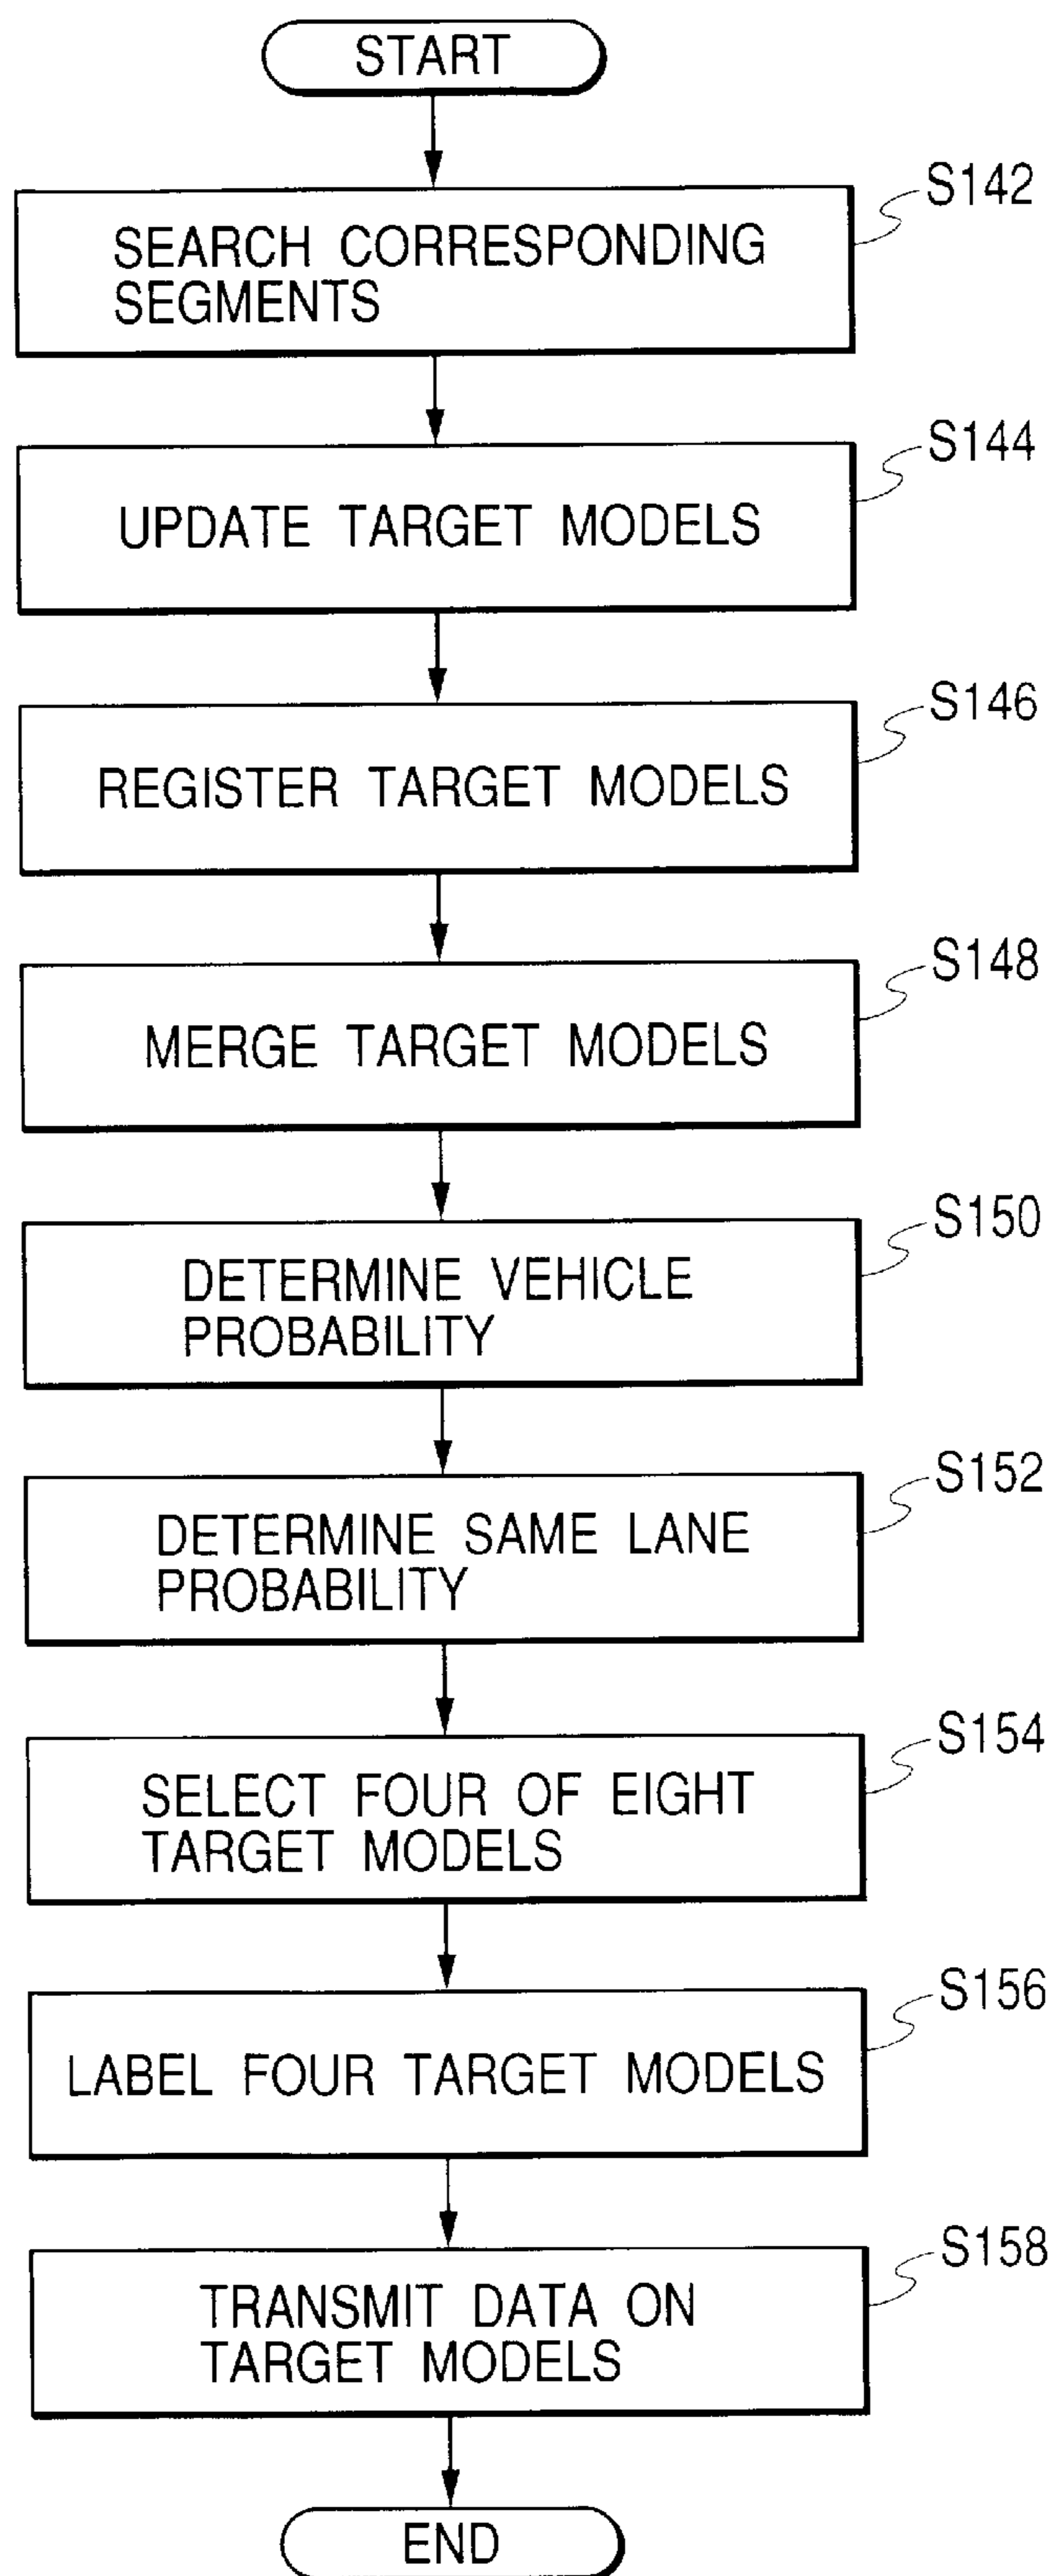 START
S142
SEARCH CORRESPONDING
SEGMENTS
S144
UPDATE TARGET MODELS
S146
REGISTER TARGET MODELS
S148
MERGE TARGET MODELS
S150
DETERMINE VEHICLE
PROBABILITY
S152
DETERMINE SAME LANE
PROBABILITY
S154
SELECT FOUR OF EIGHT
TARGET MODELS
S156
LABEL FOUR TARGET MODELS
S158
TRANSMIT DATA ON
TARGET MODELS
END